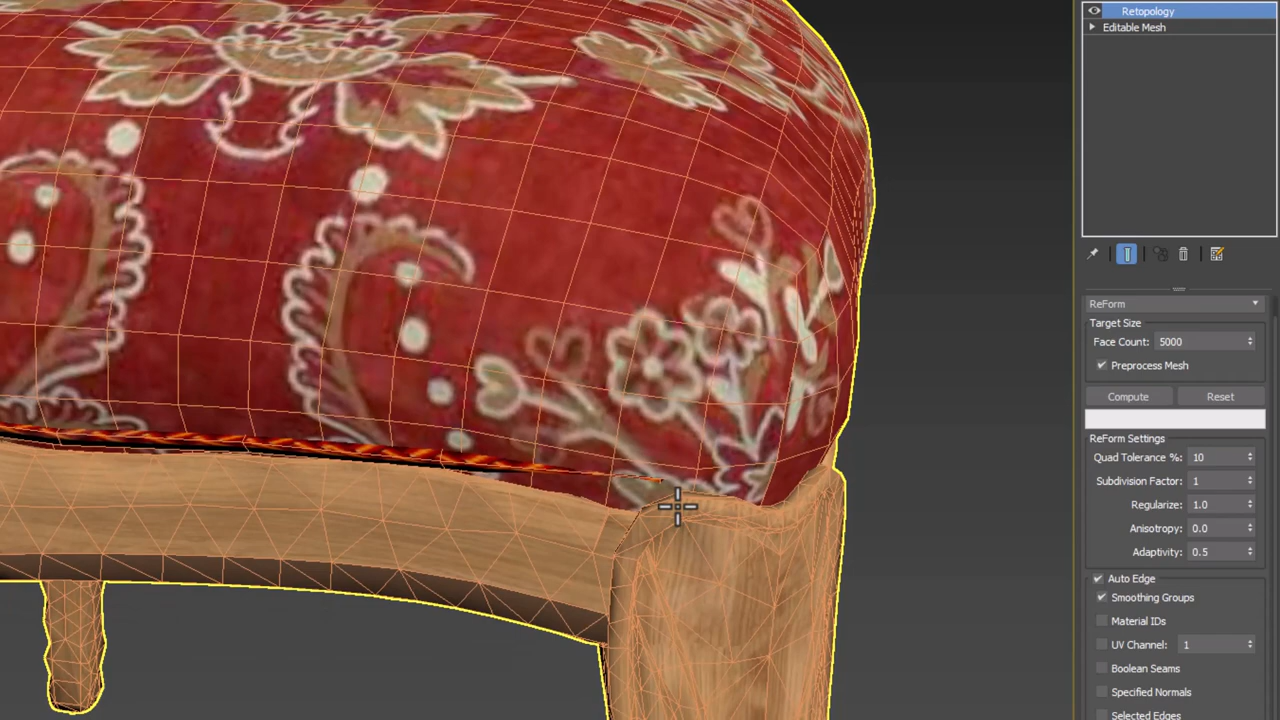 Retopology
Editable Mesh
ReForm
Target Size
Face Count: 5000
Preprocess Mesh
Compute Reset
ReForm Settings
Quad Tolerance %: 10
Subdivision Factor: 1
Regularize: 1.0
Anisotropy: 0.0
Adaptivity: 0.5
Auto Edge
Smoothing Groups
Material IDs
UV Channel: 1
Boolean Seams
Specified Normals
Selected Edges